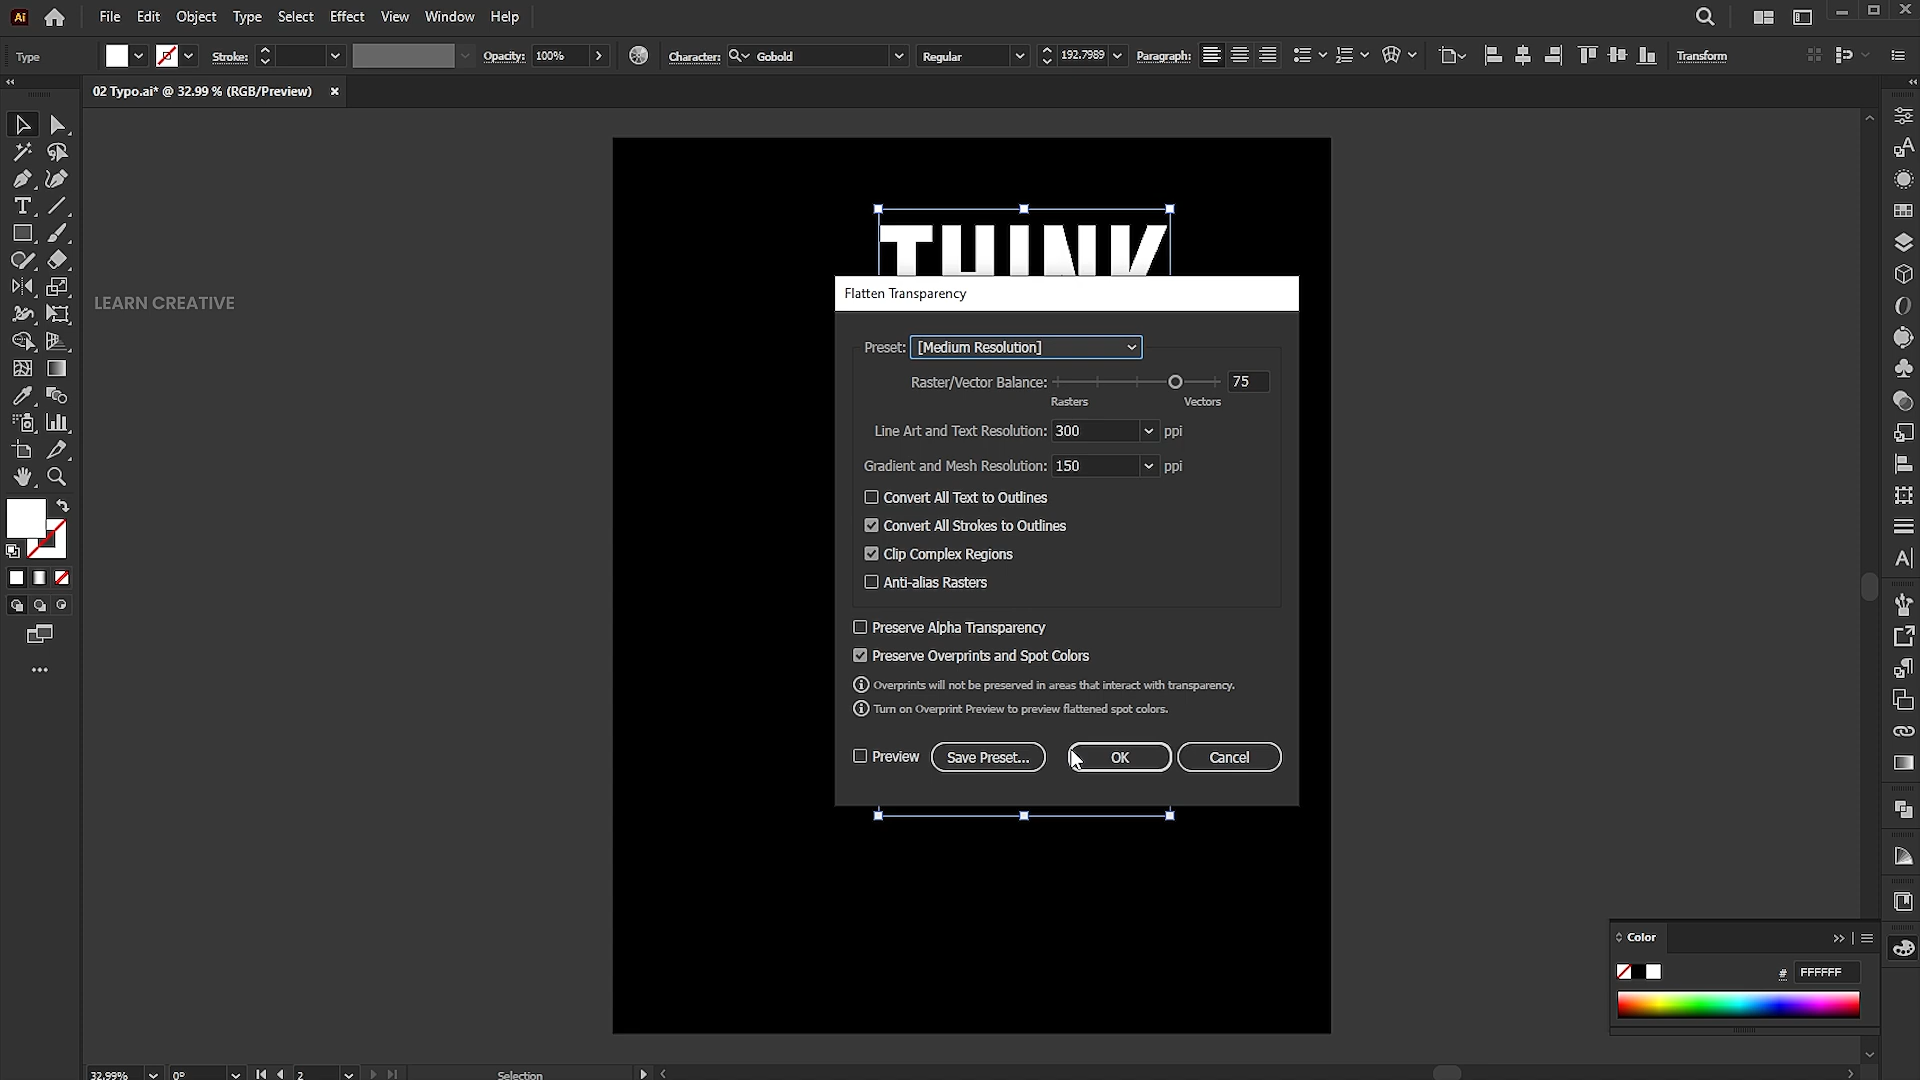 Ai File Edit Object Type Select Effect View Window Help
Type Stroke: Opacity: 100% Character: Gobold Regular 192.7989 Paragraph: Transform
02 Typo.ai* @ 32.99 % (RGB/Preview) ×
LEARN CREATIVE
THINK
Flatten Transparency
Preset: [Medium Resolution]
Raster/Vector Balance: 75
Rasters Vectors
Line Art and Text Resolution: 300 ppi
Gradient and Mesh Resolution: 150 ppi
Convert All Text to Outlines
Convert All Strokes to Outlines
Clip Complex Regions
Anti-alias Rasters
Preserve Alpha Transparency
Preserve Overprints and Spot Colors
Overprints will not be preserved in areas that interact with transparency.
Turn on Overprint Preview to preview flattened spot colors.
Preview Save Preset... OK Cancel
Color
# FFFFFF
32.99% 0° 2 Selection